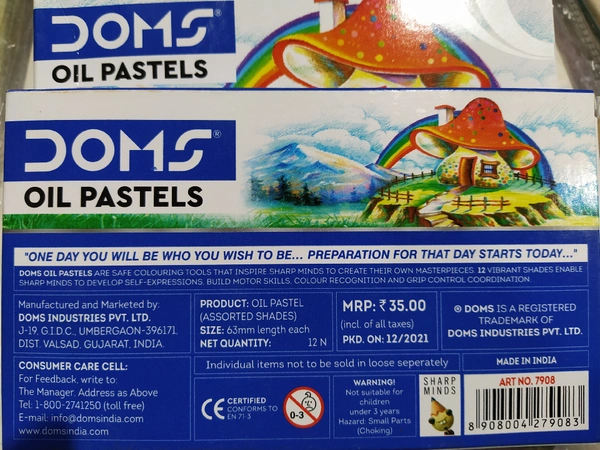 DOMS®
OIL PASTELS
DOMS®
OIL PASTELS
"ONE DAY YOU WILL BE WHO YOU WISH TO BE... PREPARATION FOR THAT DAY STARTS TODAY..."
DOMS OIL PASTELS ARE SAFE COLOURING TOOLS THAT INSPIRE SHARP MINDS TO CREATE THEIR OWN MASTERPIECES. 12 VIBRANT SHADES ENABLE
SHARP MINDS TO DEVELOP SELF-EXPRESSIONS, BUILD MOTOR SKILLS, COLOUR RECOGNITION AND GRIP CONTROL COORDINATION
Manufactured and Marketed by:
DOMS INDUSTRIES PVT. LTD.
J-19, G.I.D.C., UMBERGAON-396171,
DIST. VALSAD, GUJARAT, INDIA.
PRODUCT: OIL PASTEL
(ASSORTED SHADES)
SIZE: 63mm length each
NET QUANTITY: 12 N
MRP: ₹ 35.00
(incl. of all taxes)
PKD. ON: 12/2021
® DOMS IS A REGISTERED
TRADEMARK OF
DOMS INDUSTRIES PVT. LTD.
CONSUMER CARE CELL:
For Feedback, write to:
The Manager, Address as Above
Tel: 1-800-2741250 (toll free)
E-mail: info@domsindia.com
www.domsindia.com
Individual items not to be sold in loose seperately
MADE IN INDIA
CE CERTIFIED
CONFORMS TO
EN 71-3
0-3
WARNING!
Not suitable for
children
under 3 years
Hazard: Small Parts
(Choking)
SHARP
MINDS
ART NO. 7908
8 908004 279083